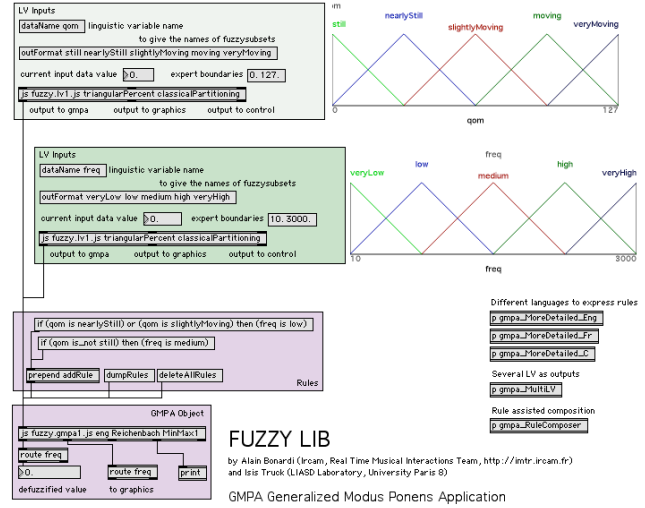 LV Inputs
dataName qom linguistic variable name
to give the names of fuzzysubsets
outFormat still nearlyStill slightlyMoving moving veryMoving
current input data value 0. expert boundaries 0. 127.
js fuzzy.lv1.js triangularPercent classicalPartitioning
output to gmpa output to graphics output to control
om
still nearlyStill slightlyMoving moving veryMoving
0 127
qom
LV Inputs
dataName freq linguistic variable name
to give the names of fuzzysubsets
outFormat veryLow low medium high veryHigh
current input data value 0. expert boundaries 10. 3000.
js fuzzy.lv1.js triangularPercent classicalPartitioning
output to gmpa output to graphics output to control
freq
veryLow low medium high veryHigh
10 3000
freq
if (qom is nearlyStill) or (qom is slightlyMoving) then (freq is low)
if (qom is_not still) then (freq is medium)
prepend addRule dumpRules deleteAllRules
Rules
Different languages to express rules
p gmpa_MoreDetailed_Eng
p gmpa_MoreDetailed_Fr
p gmpa_MoreDetailed_C
Several LV as outputs
p gmpa_MultiLV
Rule assisted composition
p gmpa_RuleComposer
GMPA Object
js fuzzy.gmpa1.js eng Reichenbach MinMax1
route freq
0. route freq print
defuzzified value to graphics
FUZZY LIB
by Alain Bonardi (Ircam, Real Time Musical Interactions Team, http://imtr.ircam.fr)
and Isis Truck (LIASD Laboratory, University Paris 8)
GMPA Generalized Modus Ponens Application